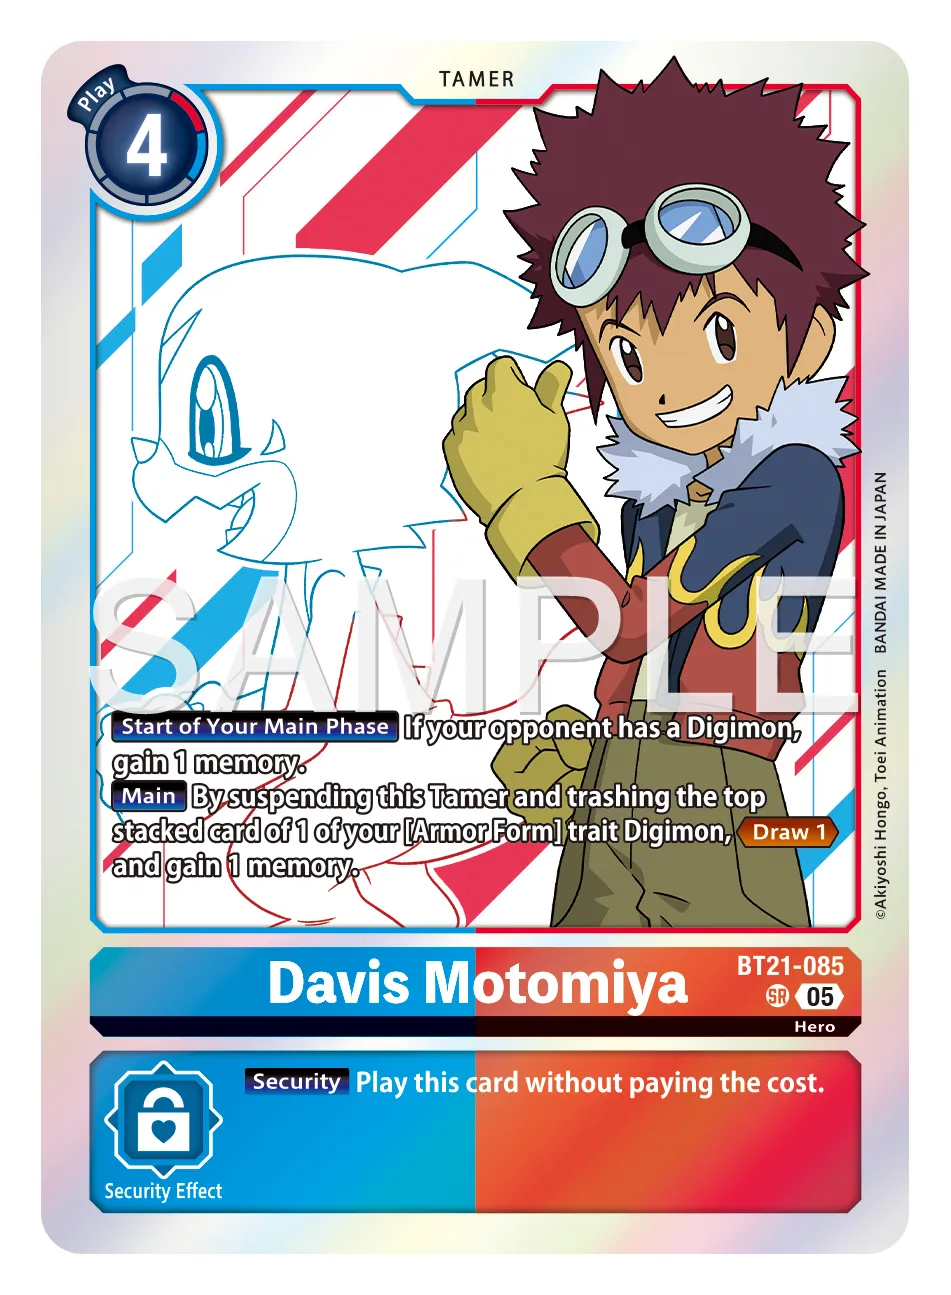 TAMER
Play
4
SAMPLE
Start of Your Main Phase If your opponent has a Digimon,
gain 1 memory.
Main By suspending this Tamer and trashing the top
stacked card of 1 of your [Armor Form] trait Digimon, Draw 1,
and gain 1 memory.
©Akiyoshi Hongo, Toei Animation BANDAI MADE IN JAPAN
Davis Motomiya
BT21-085
SR 05
Hero
Security Play this card without paying the cost.
Security Effect